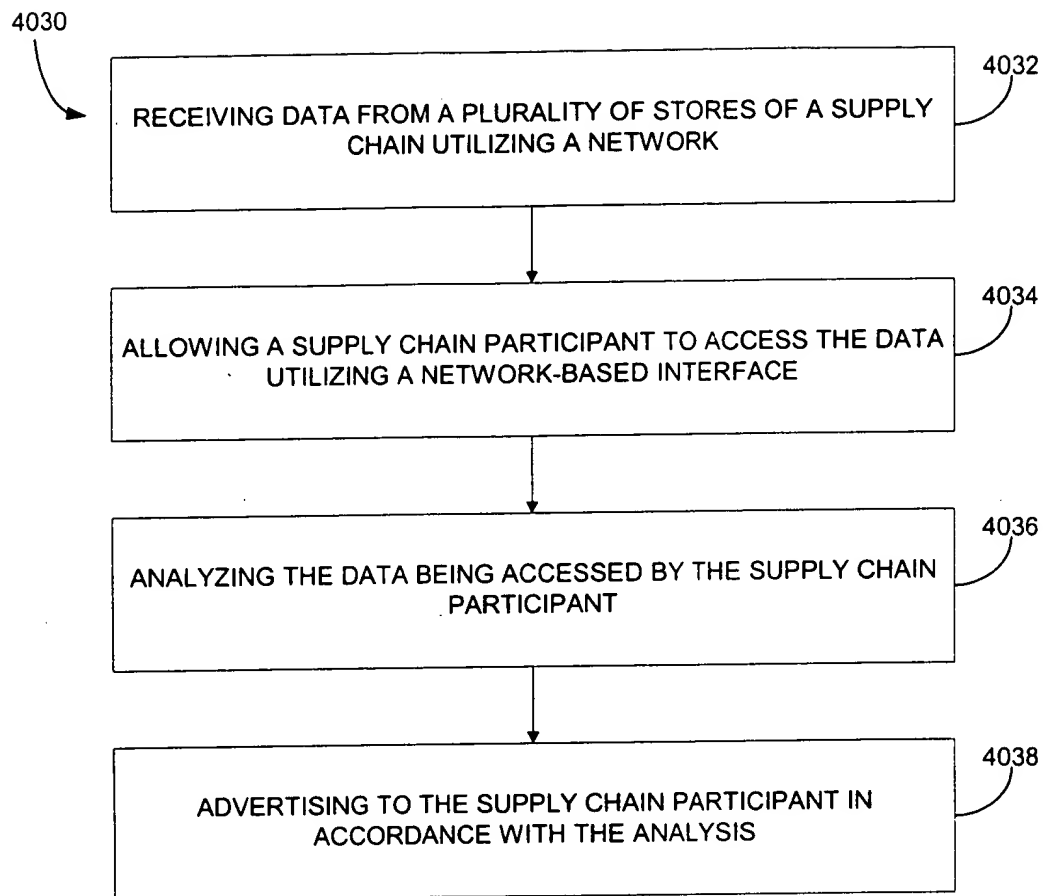 4030
4032
RECEIVING DATA FROM A PLURALITY OF STORES OF A SUPPLY
CHAIN UTILIZING A NETWORK
4034
ALLOWING A SUPPLY CHAIN PARTICIPANT TO ACCESS THE DATA
UTILIZING A NETWORK-BASED INTERFACE
4036
ANALYZING THE DATA BEING ACCESSED BY THE SUPPLY CHAIN
PARTICIPANT
4038
ADVERTISING TO THE SUPPLY CHAIN PARTICIPANT IN
ACCORDANCE WITH THE ANALYSIS